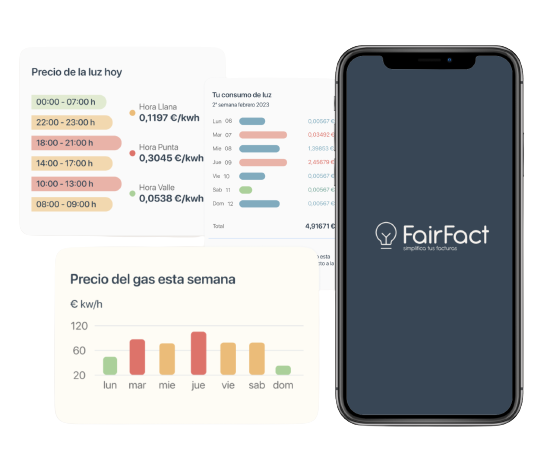 Precio de la luz hoy
00:00 - 07:00 h
22:00 - 23:00 h
18:00 - 21:00 h
14:00 - 17:00 h
10:00 - 13:00 h
08:00 - 09:00 h
Hora Llana
0,1197 €/kwh
Hora Punta
0,3045 €/kwh
Hora Valle
0,0538 €/kwh
Tu consumo de luz
2ª semana febrero 2023
Lun 06 0,00567 €
Mar 07 0,03492 €
Mie 08 1,39853 €
Jue 09 2,45679 €
Vie 10 0,00567 €
Sab 11 0,00567 €
Dom 12 0,00567 €
Total 4,91671 €
Precio del gas esta semana
€ kw/h
120
60
20
lun mar mie jue vie sab dom
FairFact
simplifica tus facturas